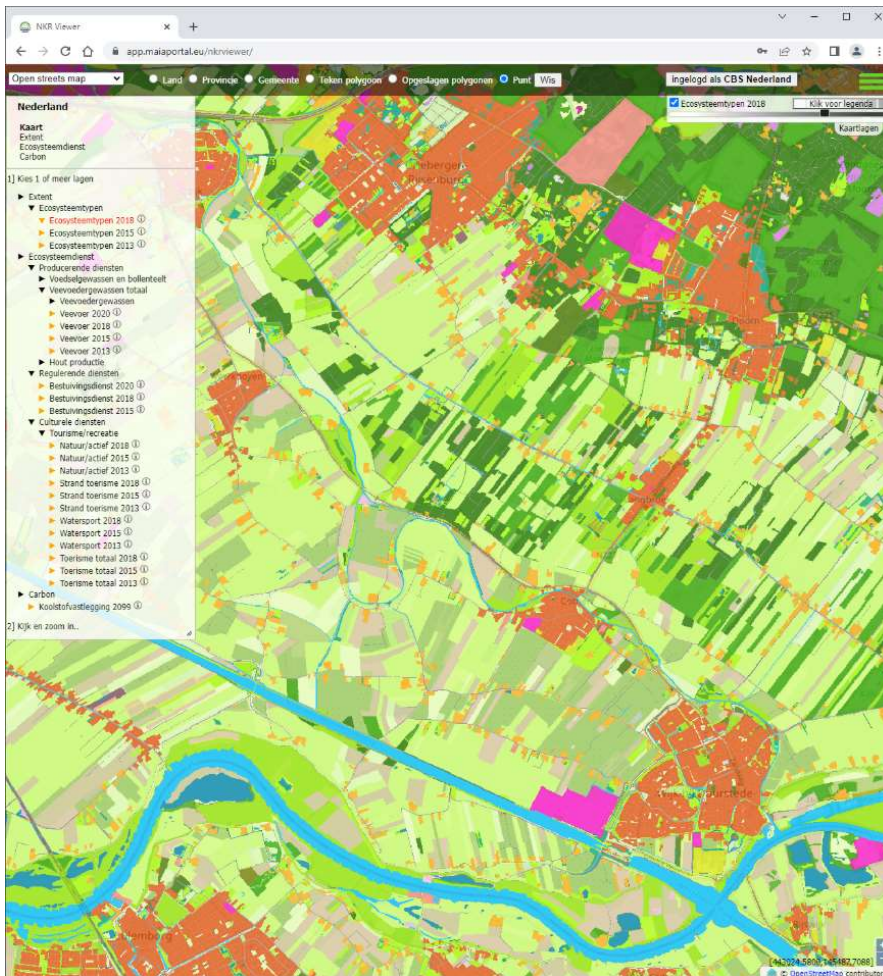 NKR Viewer
app.maiaportal.eu/nkrviewer/
Open streets map
Land Provincie Gemeente Teken polygoon Opgeslagen polygonen Punt Wis
ingelogd als CBS Nederland
Ecosysteemtypen 2018 Klik voor legenda
Kaartlagen
Nederland
Kaart
Extent
Ecosysteemdienst
Carbon
1] Kies 1 of meer lagen
Extent
Ecosysteemtypen
Ecosysteemtypen 2018
Ecosysteemtypen 2015
Ecosysteemtypen 2013
Ecosysteemdienst
Producerende diensten
Voedselgewassen en bollenteelt
Veevoedergewassen totaal
Veevoedergewassen
Veevoer 2020
Veevoer 2018
Veevoer 2015
Veevoer 2013
Hout productie
Regulerende diensten
Bestuivingsdienst 2020
Bestuivingsdienst 2018
Bestuivingsdienst 2015
Culturele diensten
Tourisme/recreatie
Natuur/actief 2018
Natuur/actief 2015
Natuur/actief 2013
Strand toerisme 2018
Strand toerisme 2015
Strand toerisme 2013
Watersport 2018
Watersport 2015
Watersport 2013
Toerisme totaal 2018
Toerisme totaal 2015
Toerisme totaal 2013
Carbon
Koolstofvastlegging 2099
2] Kijk en zoom in..
© OpenStreetMap contributors